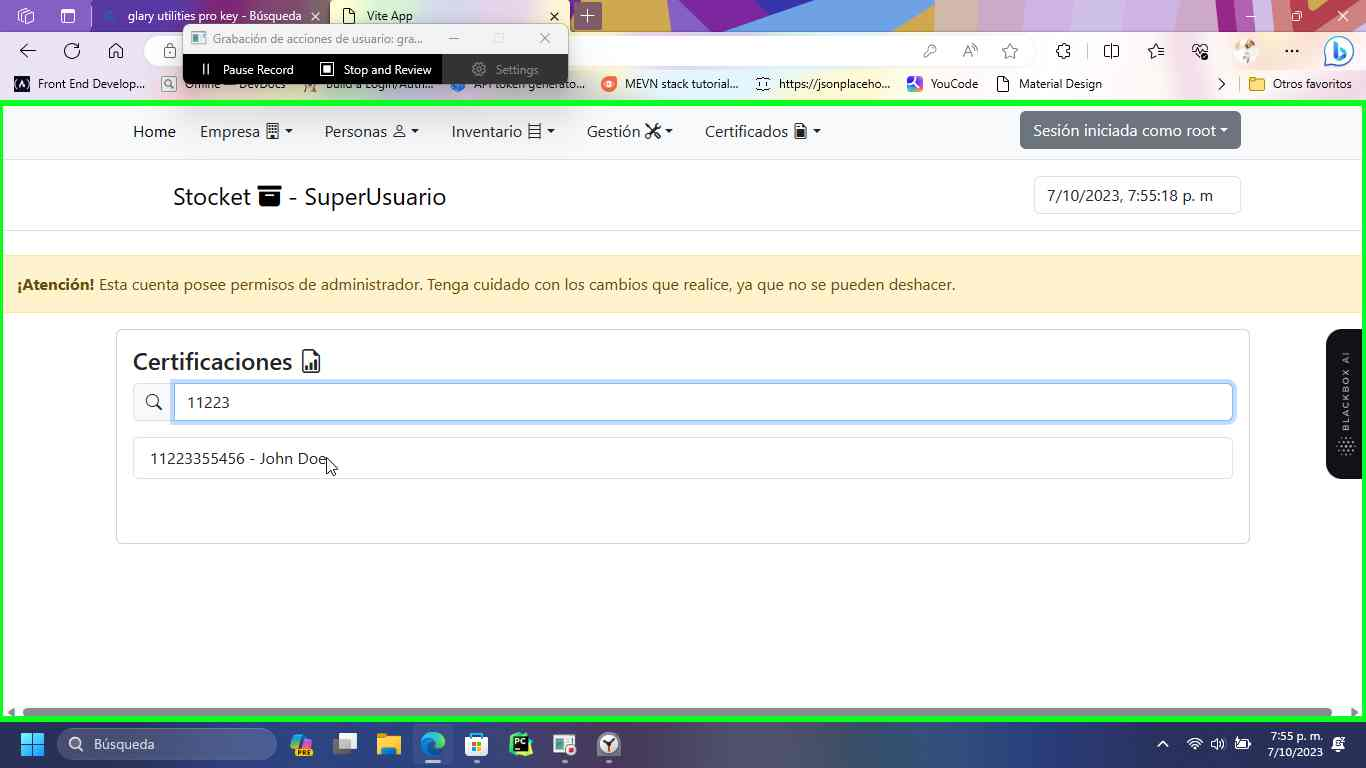 glary utilities pro key - Búsqueda
Vite App
Grabación de acciones de usuario: gra...
Pause Record
Stop and Review
Settings
Front End Develop...
MEVN stack tutorial...
https://jsonplaceho...
YouCode
Material Design
Otros favoritos
Home
Empresa
Personas
Inventario
Gestión
Certificados
Sesión iniciada como root
Stocket - SuperUsuario
7/10/2023, 7:55:18 p. m
¡Atención! Esta cuenta posee permisos de administrador. Tenga cuidado con los cambios que realice, ya que no se pueden deshacer.
Certificaciones
11223
11223355456 - John Doe
BLACKBOX AI
Búsqueda
PRE
PC
7:55 p. m.
7/10/2023